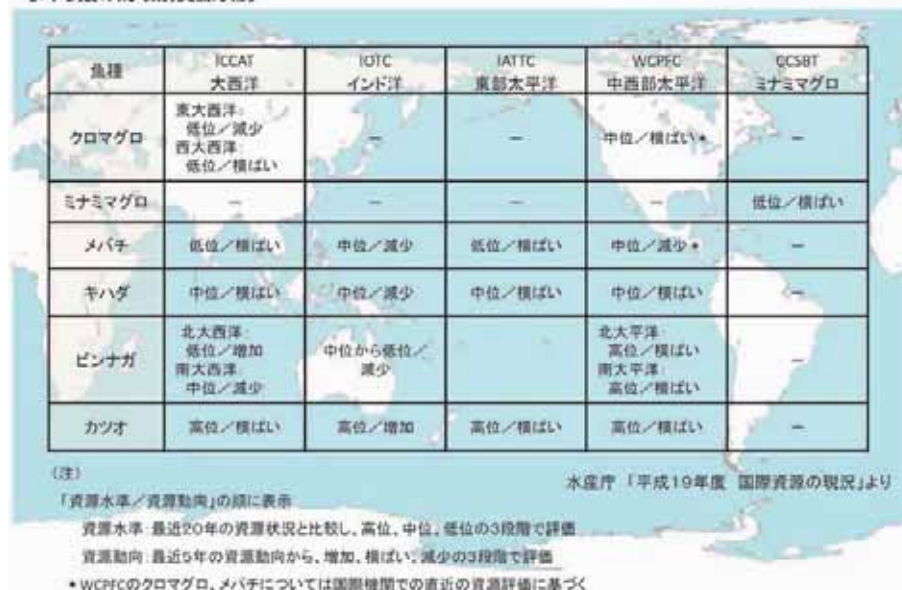 魚種
ICCAT
大西洋
IOTC
インド洋
IATTC
東部太平洋
WCPFC
中西部太平洋
CCSBT
ミナミマグロ
クロマグロ
東大西洋:
低位/減少
西大西洋:
低位/横ばい
−
−
中位/横ばい*
−
ミナミマグロ
−
−
−
−
低位/横ばい
メバチ
低位/横ばい
中位/減少
低位/横ばい
中位/減少*
−
キハダ
中位/横ばい
中位/減少
中位/横ばい
中位/横ばい
−
ビンナガ
北大西洋:
低位/増加
南大西洋:
中位/減少
中位から低位/
減少
北太平洋:
高位/横ばい
南太平洋:
高位/横ばい
−
カツオ
高位/横ばい
高位/増加
高位/横ばい
高位/横ばい
−
(注)
水産庁「平成19年度 国際資源の現況」より
「資源水準/資源動向」の順に表示
資源水準:最近20年の資源状況と比較し、高位、中位、低位の3段階で評価
資源動向:最近5年の資源動向から、増加、横ばい、減少の3段階で評価
*WCPFCのクロマグロ、メバチについては国際機関での直近の資源評価に基づく